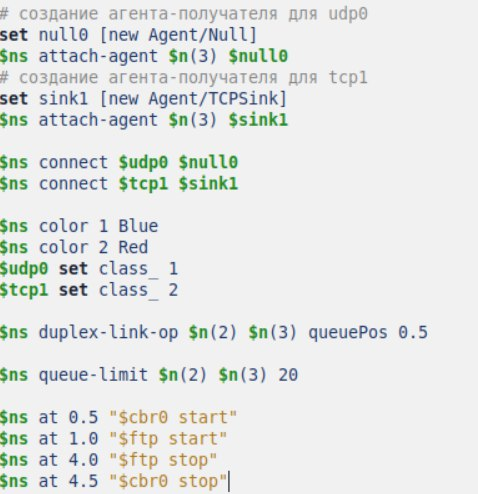 # создание агента-получателя для udp0
set null0 [new Agent/Null]
$ns attach-agent $n(3) $null0
# создание агента-получателя для tcp1
set sink1 [new Agent/TCPSink]
$ns attach-agent $n(3) $sink1
$ns connect $udp0 $null0
$ns connect $tcp1 $sink1
$ns color 1 Blue
$ns color 2 Red
$udp0 set class_ 1
$tcp1 set class_ 2
$ns duplex-link-op $n(2) $n(3) queuePos 0.5
$ns queue-limit $n(2) $n(3) 20
$ns at 0.5 "$cbr0 start"
$ns at 1.0 "$ftp start"
$ns at 4.0 "$ftp stop"
$ns at 4.5 "$cbr0 stop"